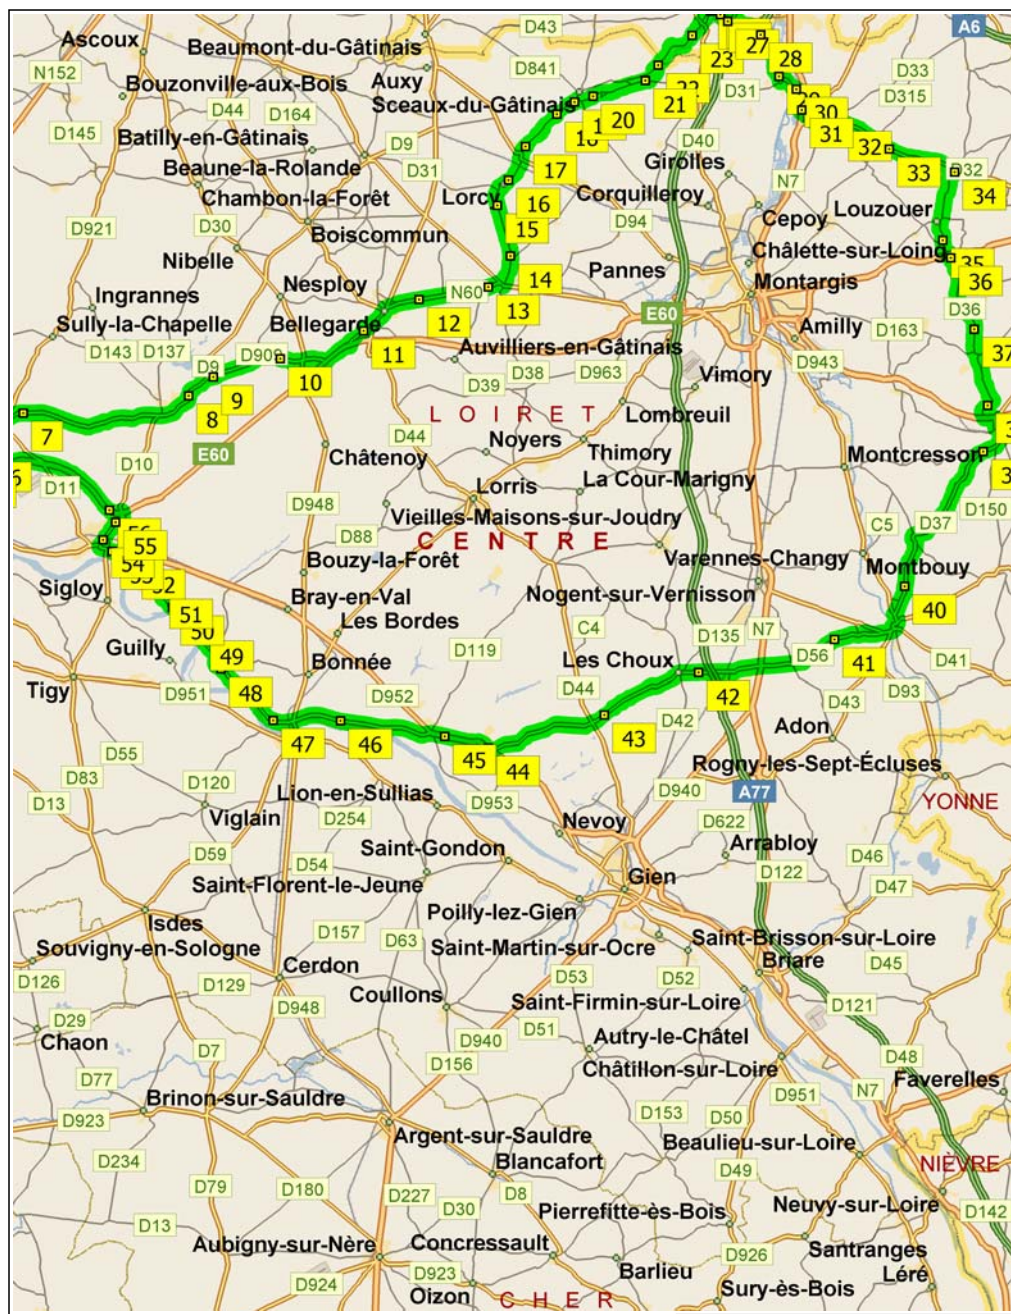 D43
A6
Ascoux
Beaumont-du-Gâtinais
23
27
28
N152
Auxy
D841
D33
Bouzonville-aux-Bois
Sceaux-du-Gâtinais
21
22
D31
D315
D44
D164
20
30
D145
Batilly-en-Gâtinais
D9
18
31
D40
32
Beaune-la-Rolande
D31
17
Girolles
33
D32
34
Chambon-la-Forêt
Lorcy
16
Corquilleroy
N7
Louzouer
D921
D30
Boiscommun
15
D94
Cepoy
Nibelle
Châlette-sur-Loing
35
Nesploy
N60
14
Pannes
Montargis
36
Ingrannes
13
E60
D36
Sully-la-Chapelle
Bellegarde
12
Amilly
D163
D143
D137
D9
Auvilliers-en-Gâtinais
37
11
D943
10
D39
D38
D963
Vimory
9
8
LOIRET
Lombreuil
7
D44
Noyers
Thimory
E60
Châtenoy
Montcresson
D10
6
La Cour-Marigny
D11
D948
Lorris
D150
Vieilles-Maisons-sur-Joudry
C5
D37
D88
CENTRE
55
Bouzy-la-Forêt
Varennes-Changy
Montbouy
54
53
52
Sigloy
Nogent-sur-Vernisson
40
51
Bray-en-Val
50
Les Bordes
C4
D135
N7
Guilly
49
D119
D56
41
D41
Bonnée
Les Choux
Tigy
D951
48
D952
D44
42
D93
D43
47
46
43
D42
Adon
45
44
D55
Rogny-les-Sept-Écluses
D83
D120
Lion-en-Sullias
D940
A77
D13
D953
YONNE
Viglain
D254
Nevoy
D622
Arrabloy
D59
D54
Saint-Gondon
D46
Saint-Florent-le-Jeune
Gien
D122
D47
Poilly-lez-Gien
Isdes
D157
D63
Saint-Martin-sur-Ocre
Saint-Brisson-sur-Loire
Souvigny-en-Sologne
Briare
D45
Cerdon
D53
D52
D126
D129
Coullons
Saint-Firmin-sur-Loire
D948
D121
D29
D51
Autry-le-Châtel
Chaon
D7
D940
D156
Châtillon-sur-Loire
D48
D77
Faverelles
D951
N7
Brinon-sur-Sauldre
D153
D50
D923
Argent-sur-Sauldre
Beaulieu-sur-Loire
D234
Blancafort
D49
NIÈVRE
D79
D180
D227
D8
D30
Pierrefitte-ès-Bois
Neuvy-sur-Loire
D142
D13
Aubigny-sur-Nère
Concressault
D926
Santranges
D923
Barlieu
D924
Oizon
Léré
CHER
Sury-ès-Bois